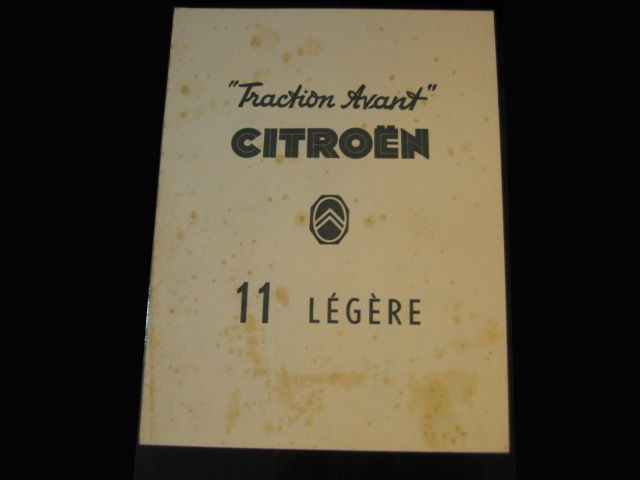 "Traction Avant"
CITROËN
11 LÉGÈRE